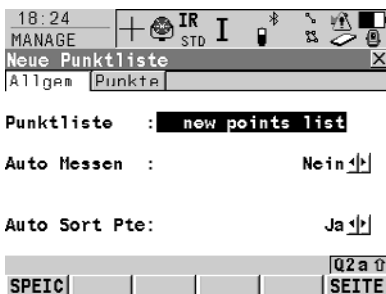 18:24
MANAGE
IR
STD
I
Neue Punktliste
Allgem Punkte
Punktliste : new points list
Auto Messen : Nein
Auto Sort Pte: Ja
Q2a
SPEIC SEITE